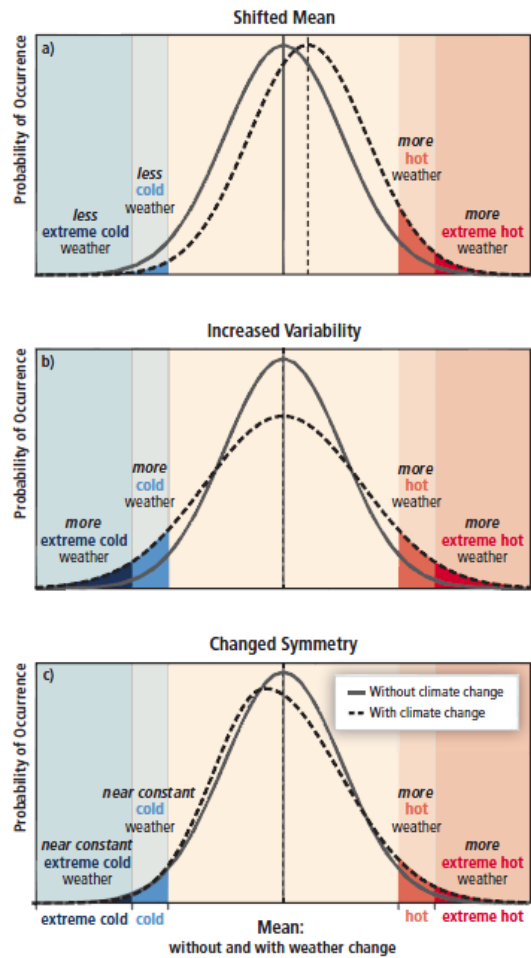 Shifted Mean
a)
Probability of Occurrence
less
extreme cold
weather
less
cold
weather
more
hot
weather
more
extreme hot
weather
Increased Variability
b)
Probability of Occurrence
more
extreme cold
weather
more
cold
weather
more
hot
weather
more
extreme hot
weather
Changed Symmetry
c)
Probability of Occurrence
Without climate change
With climate change
near constant
extreme cold
weather
near constant
cold
weather
more
hot
weather
more
extreme hot
weather
extreme cold
cold
Mean:
without and with weather change
hot
extreme hot